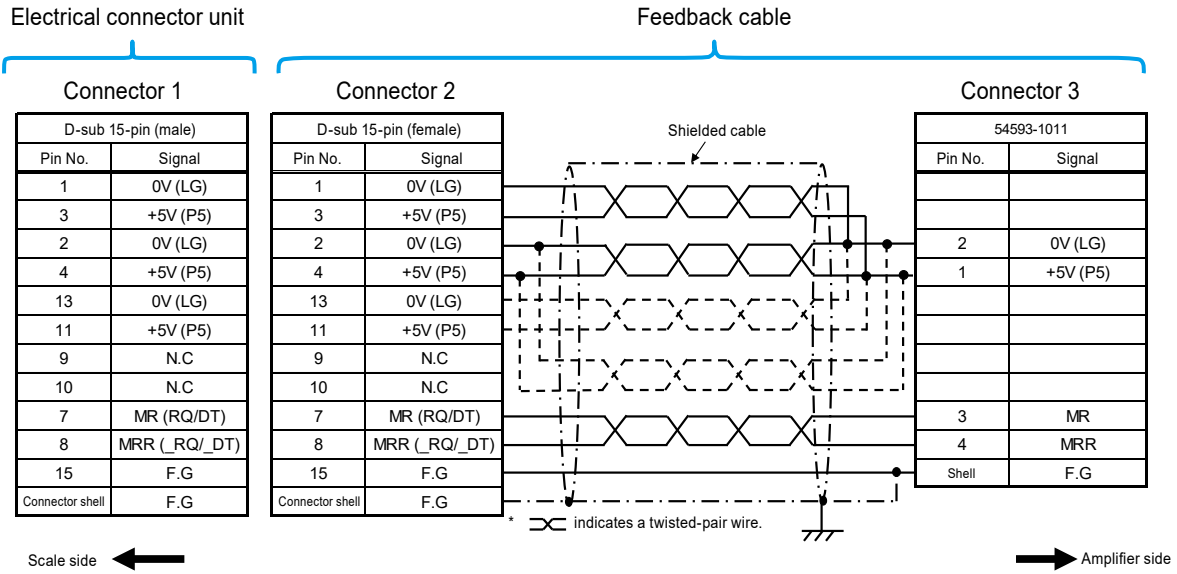 Electrical connector unit
Feedback cable
Connector 1
Connector 2
Connector 3
D-sub 15-pin (male)
Pin No. Signal
1 0V (LG)
3 +5V (P5)
2 0V (LG)
4 +5V (P5)
13 0V (LG)
11 +5V (P5)
9 N.C
10 N.C
7 MR (RQ/DT)
8 MRR (_RQ/_DT)
15 F.G
Connector shell F.G
D-sub 15-pin (female)
Pin No. Signal
1 0V (LG)
3 +5V (P5)
2 0V (LG)
4 +5V (P5)
13 0V (LG)
11 +5V (P5)
9 N.C
10 N.C
7 MR (RQ/DT)
8 MRR (_RQ/_DT)
15 F.G
Connector shell F.G
Shielded cable
54593-1011
Pin No. Signal
2 0V (LG)
1 +5V (P5)
3 MR
4 MRR
Shell F.G
* indicates a twisted-pair wire.
Scale side
Amplifier side